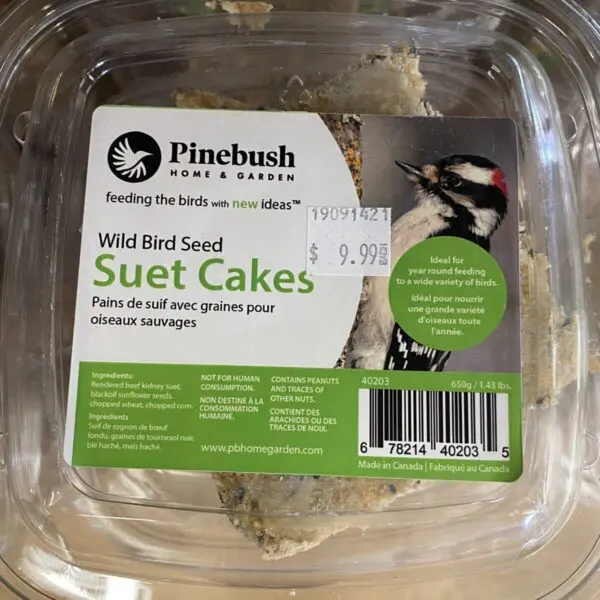 Pinebush
HOME & GARDEN
feeding the birds with new ideas™
19091421
$ 9.99 EACH
Wild Bird Seed
Suet Cakes
Pains de suif avec graines pour
oiseaux sauvages
Ideal for
year round feeding
to a wide variety of birds.
Idéal pour nourrir
une grande variété
d'oiseaux toute
l'année.
Ingredients:
Rendered beef kidney suet,
blackoil sunflower seeds,
chopped wheat, chopped corn.
Ingrédients
Suif de rognon de bœuf
fondu, graines de tournesol noir,
blé haché, maïs haché.
NOT FOR HUMAN
CONSUMPTION.
NON DESTINÉ À LA
CONSOMMATION
HUMAINE.
CONTAINS PEANUTS
AND TRACES OF
OTHER NUTS.
CONTIENT DES
ARACHIDES OU DES
TRACES DE NOIX.
www.pbhomegarden.com
40203
650g / 1.43 lbs.
6 78214 40203 5
Made in Canada | Fabriqué au Canada